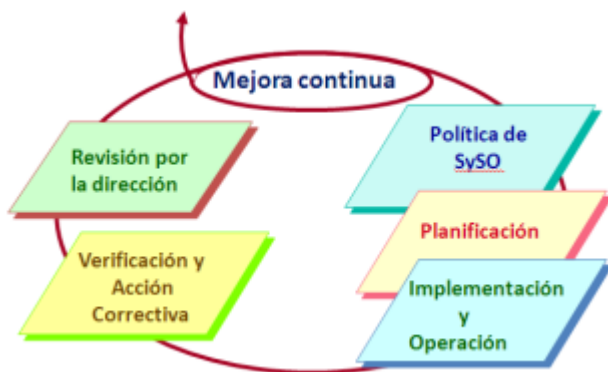 Mejora continua
Política de
SySO
Planificación
Implementación
y
Operación
Verificación y
Acción
Correctiva
Revisión por
la dirección